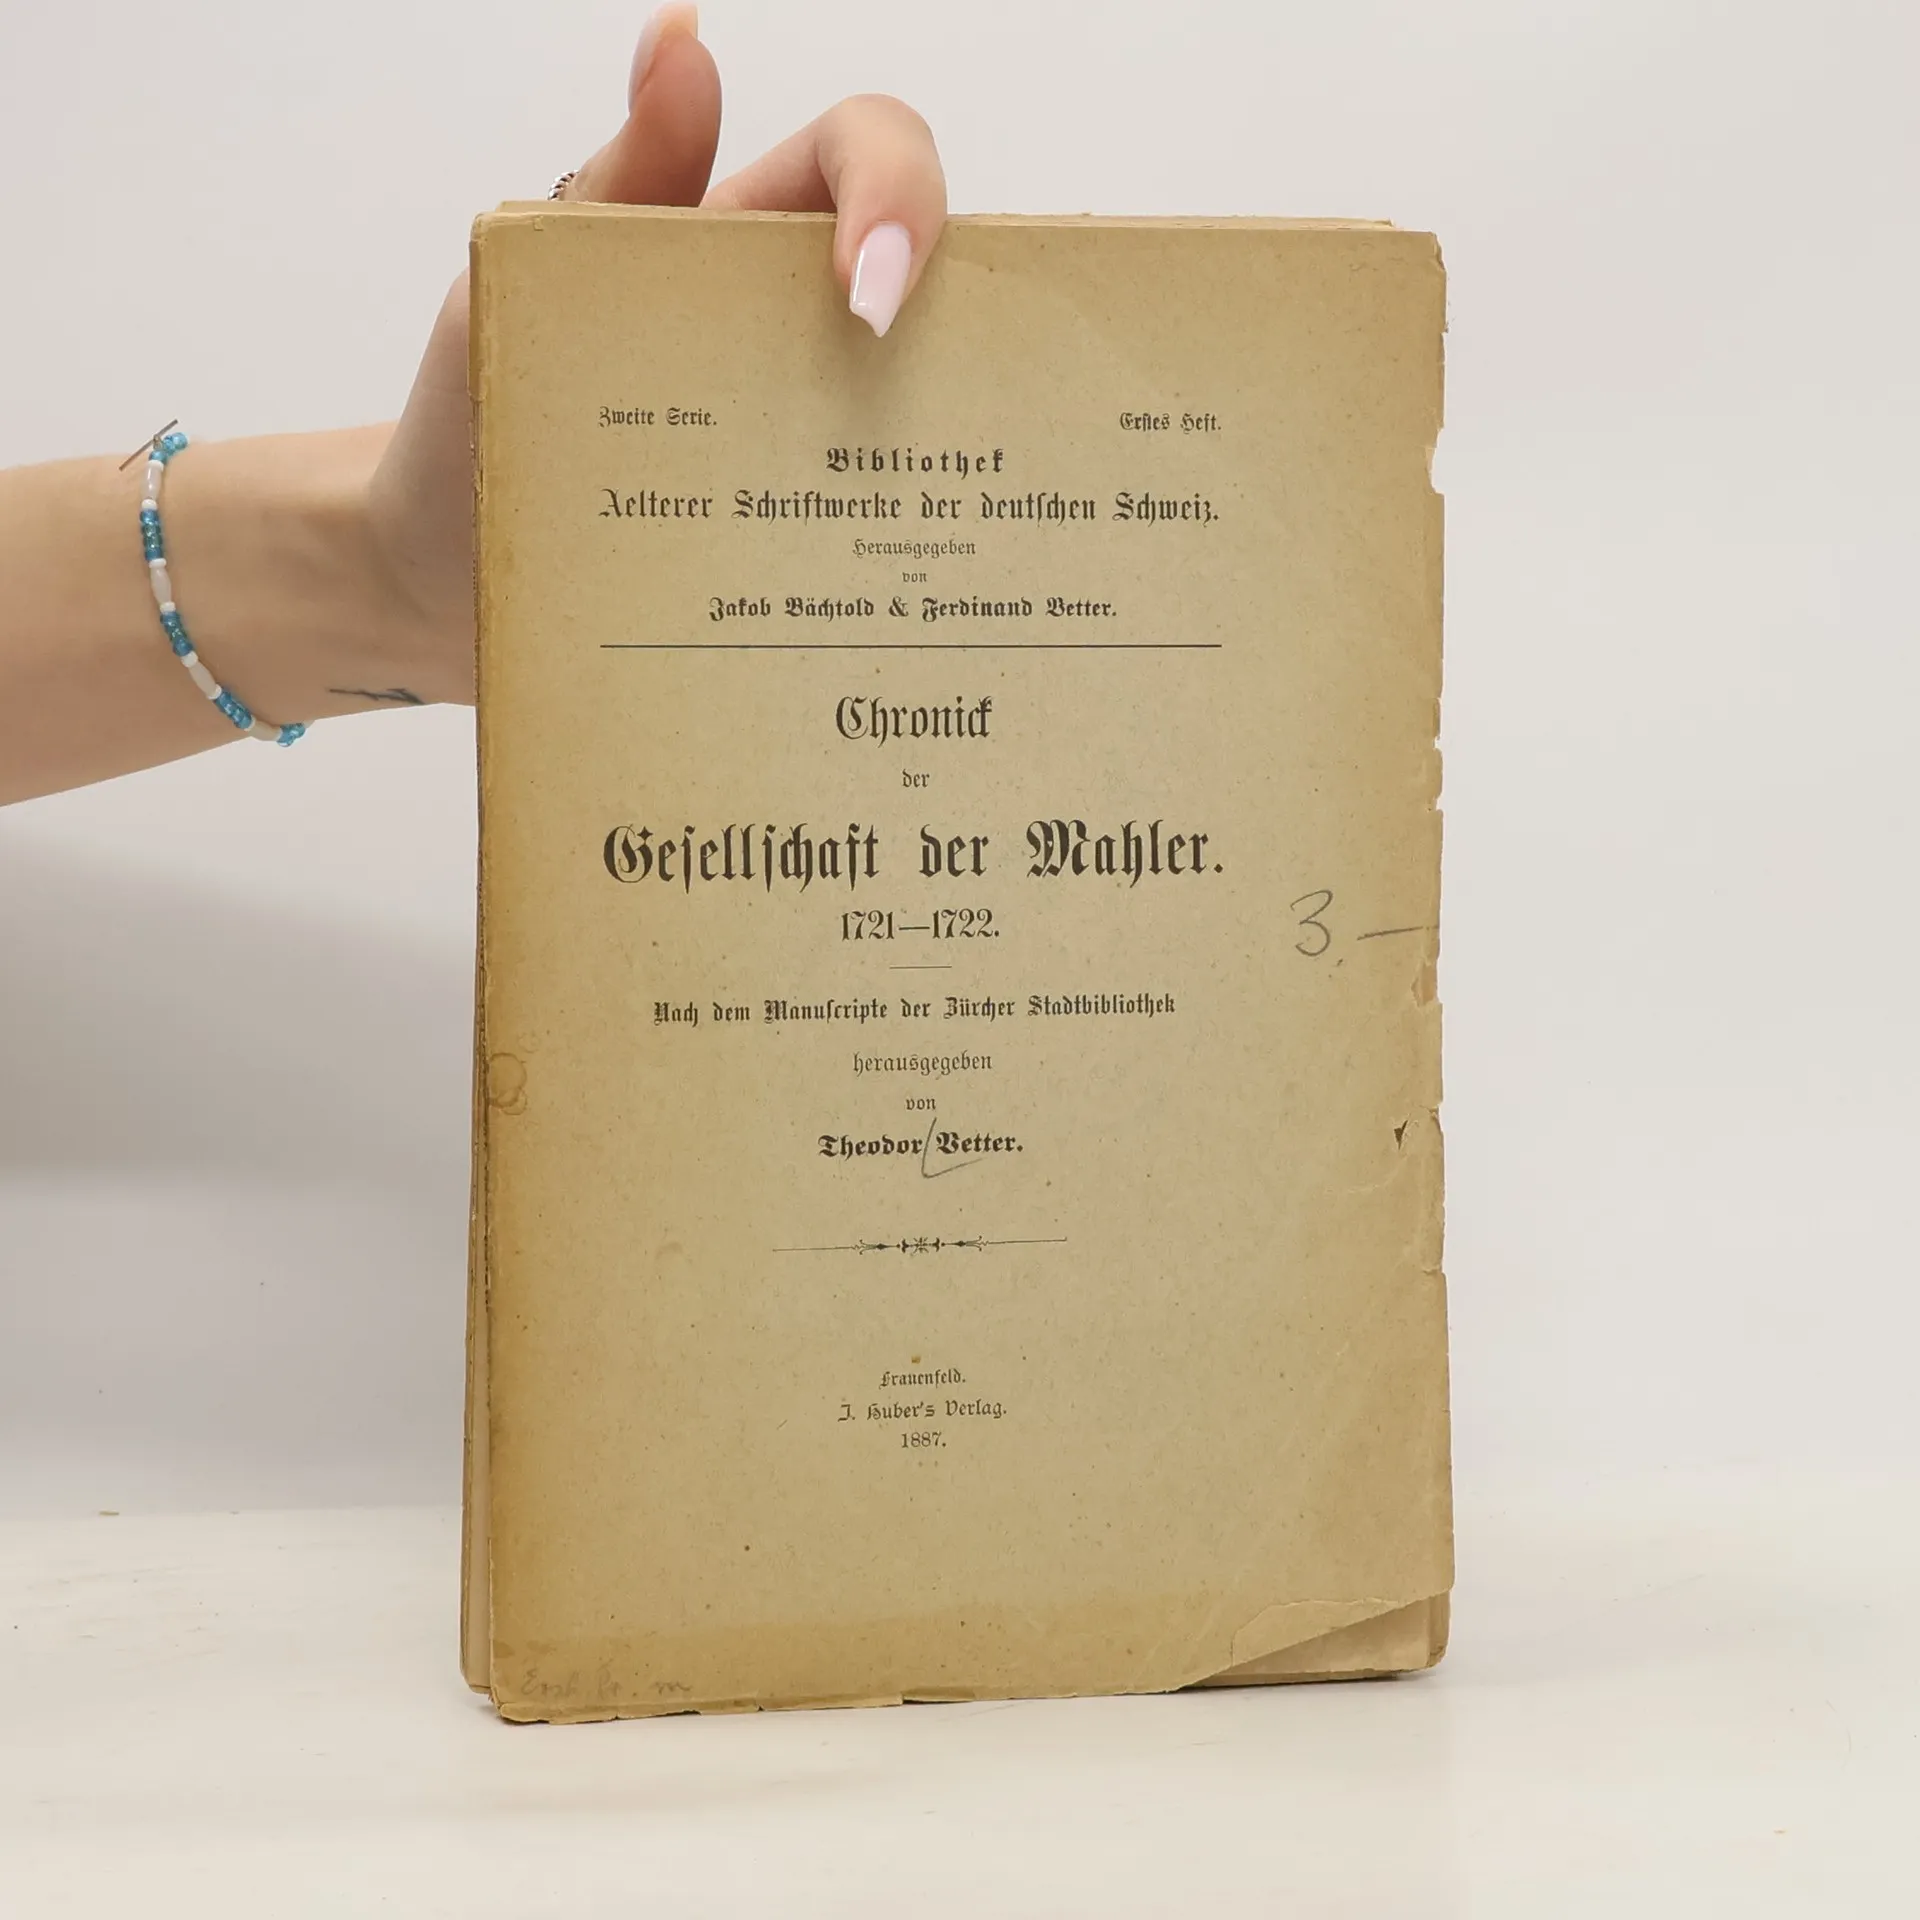 Zweite Serie. Erstes Heft.
Bibliothek
Aelterer Schriftwerke der deutschen Schweiz.
Herausgegeben
von
Jakob Bächtold & Ferdinand Vetter.
Chronick
der
Gesellschaft der Mahler.
1721—1722.
3.—
Nach dem Manuscripte der Zürcher Stadtbibliothek
herausgegeben
von
Theodor Vetter.
Frauenfeld.
J. Huber's Verlag.
1887.